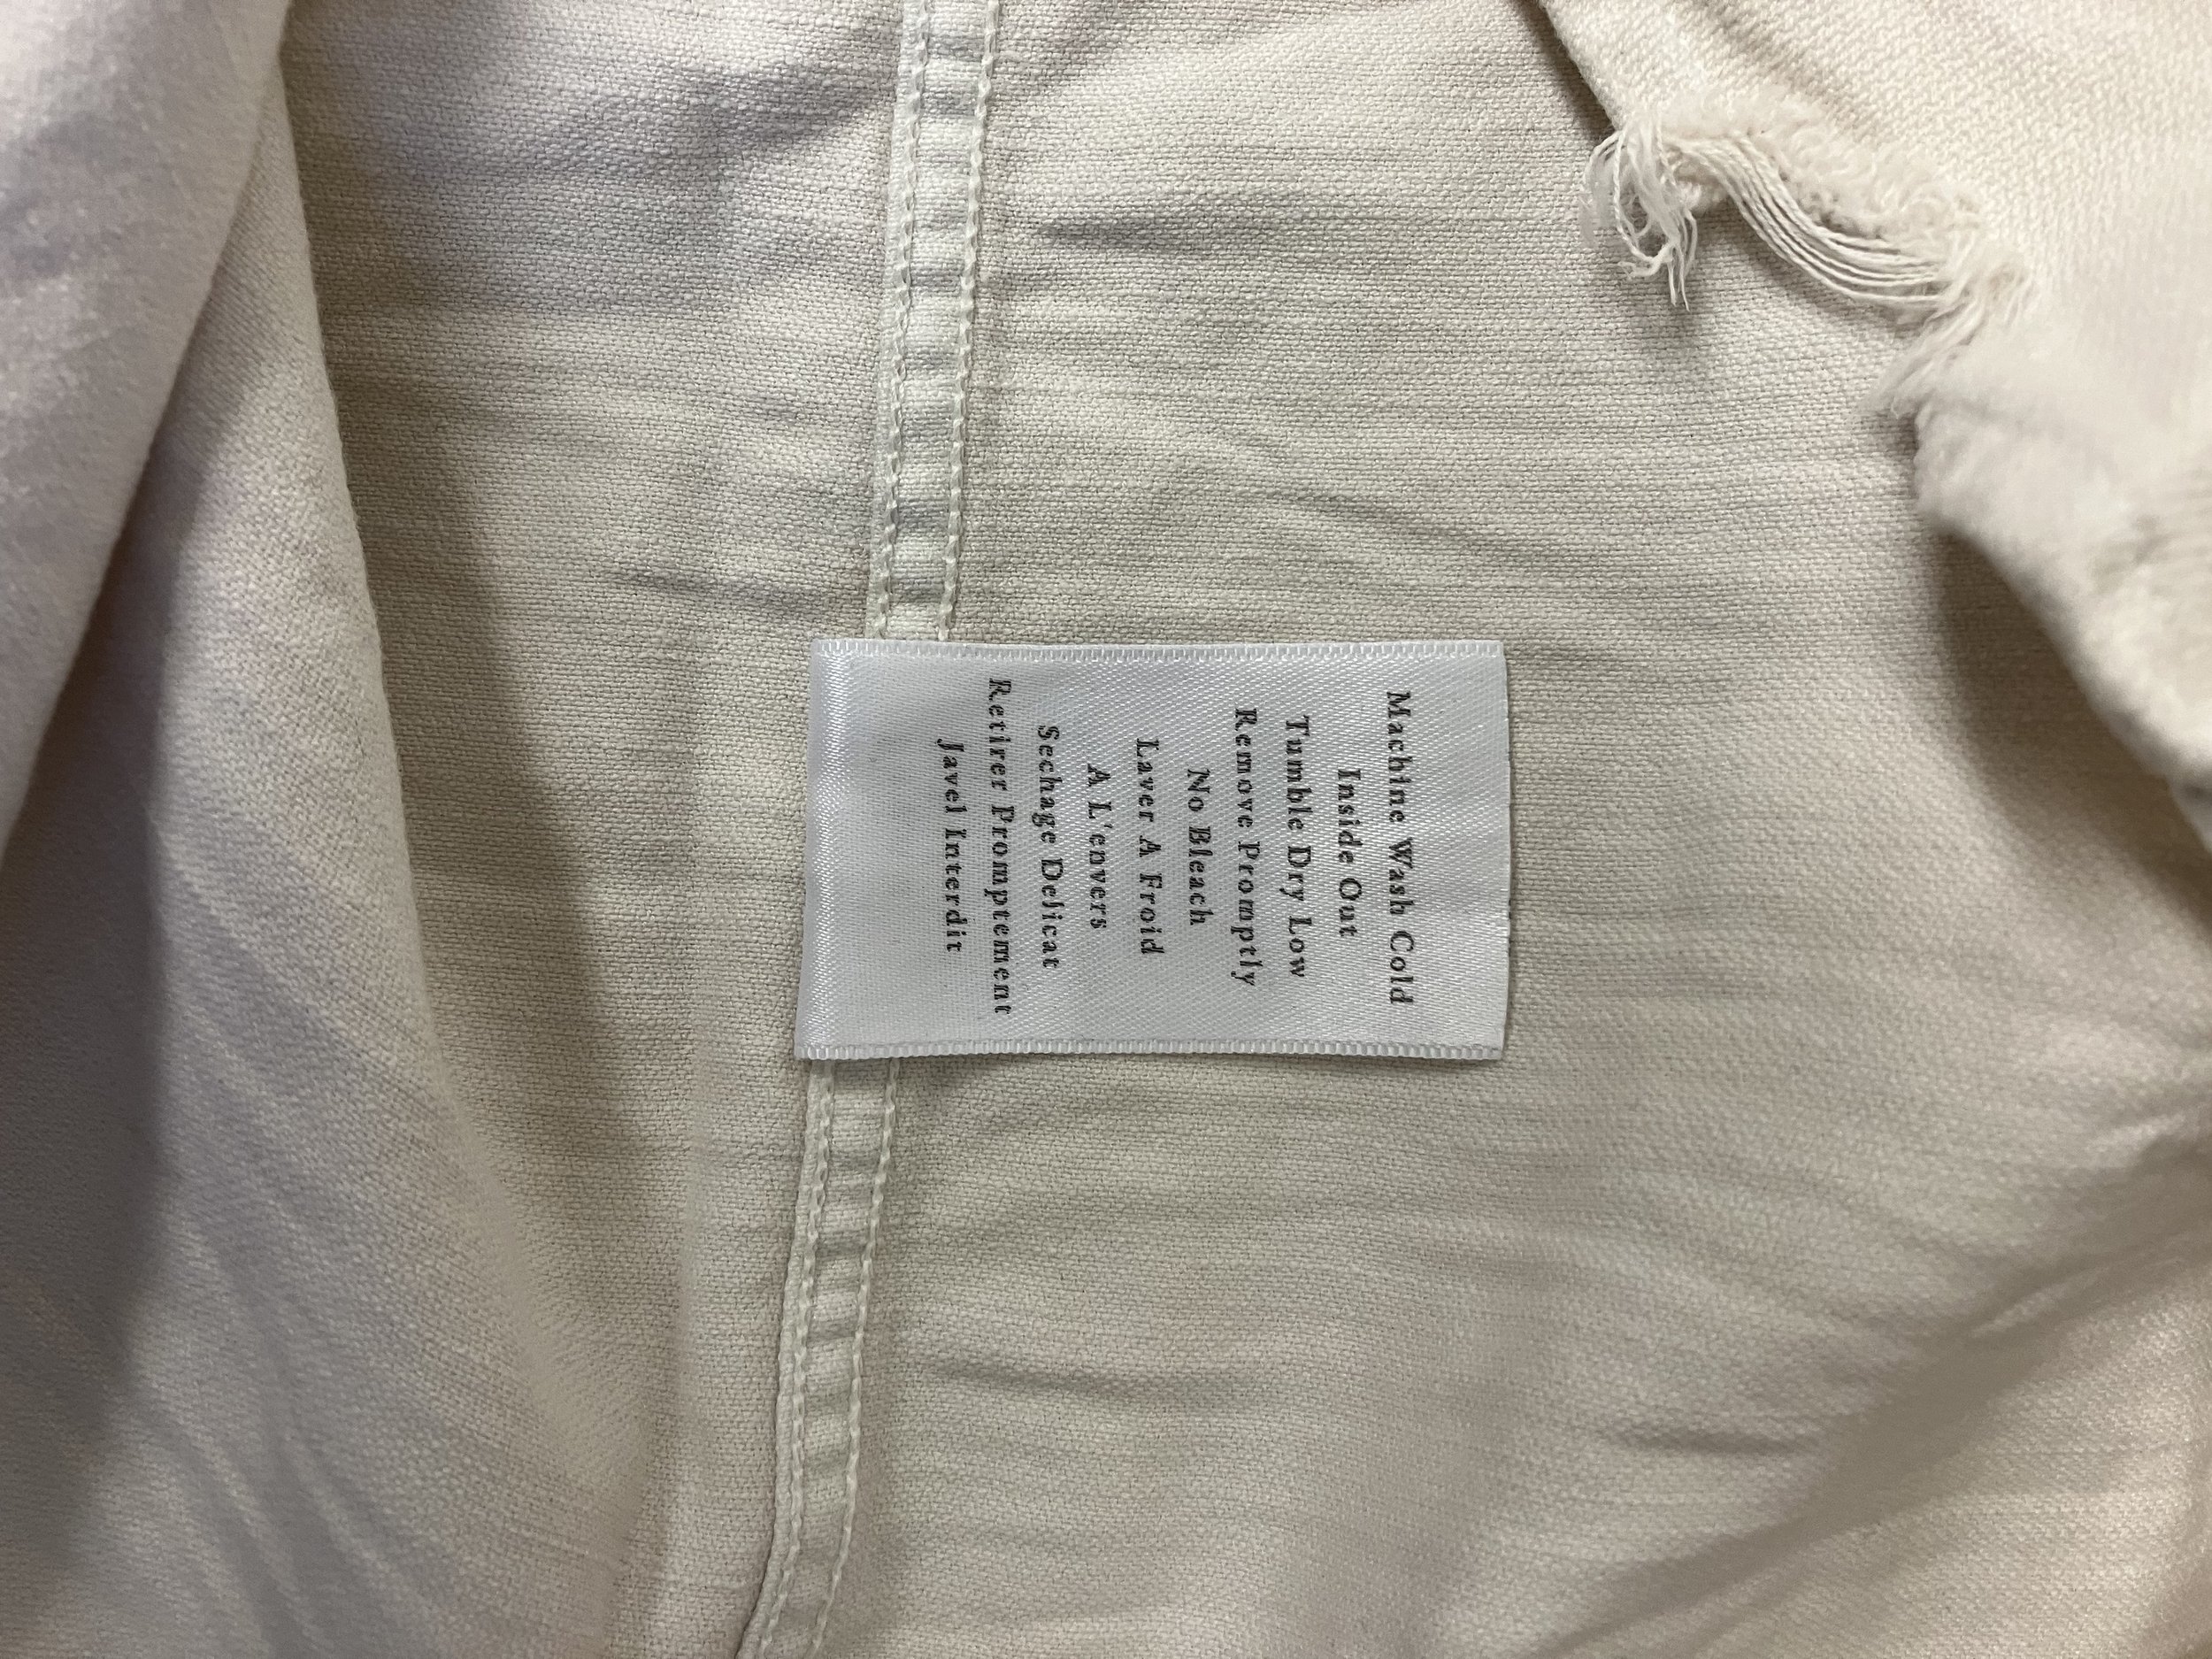 Machine Wash Cold
Inside Out
Tumble Dry Low
Remove Promptly
No Bleach
Laver A Froid
A L'envers
Sechage Delicat
Retirer Promptement
Javel Interdit